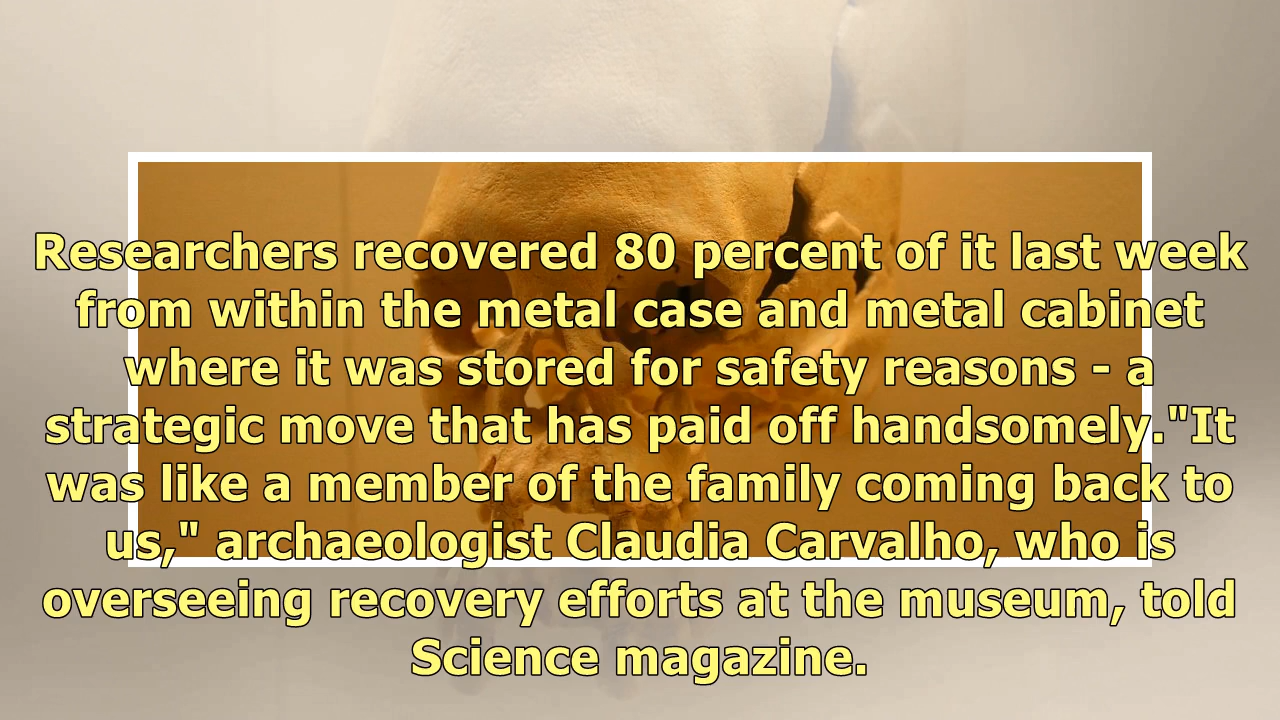 Researchers recovered 80 percent of it last week
from within the metal case and metal cabinet
where it was stored for safety reasons - a
strategic move that has paid off handsomely."It
was like a member of the family coming back to
us," archaeologist Claudia Carvalho, who is
overseeing recovery efforts at the museum, told
Science magazine.